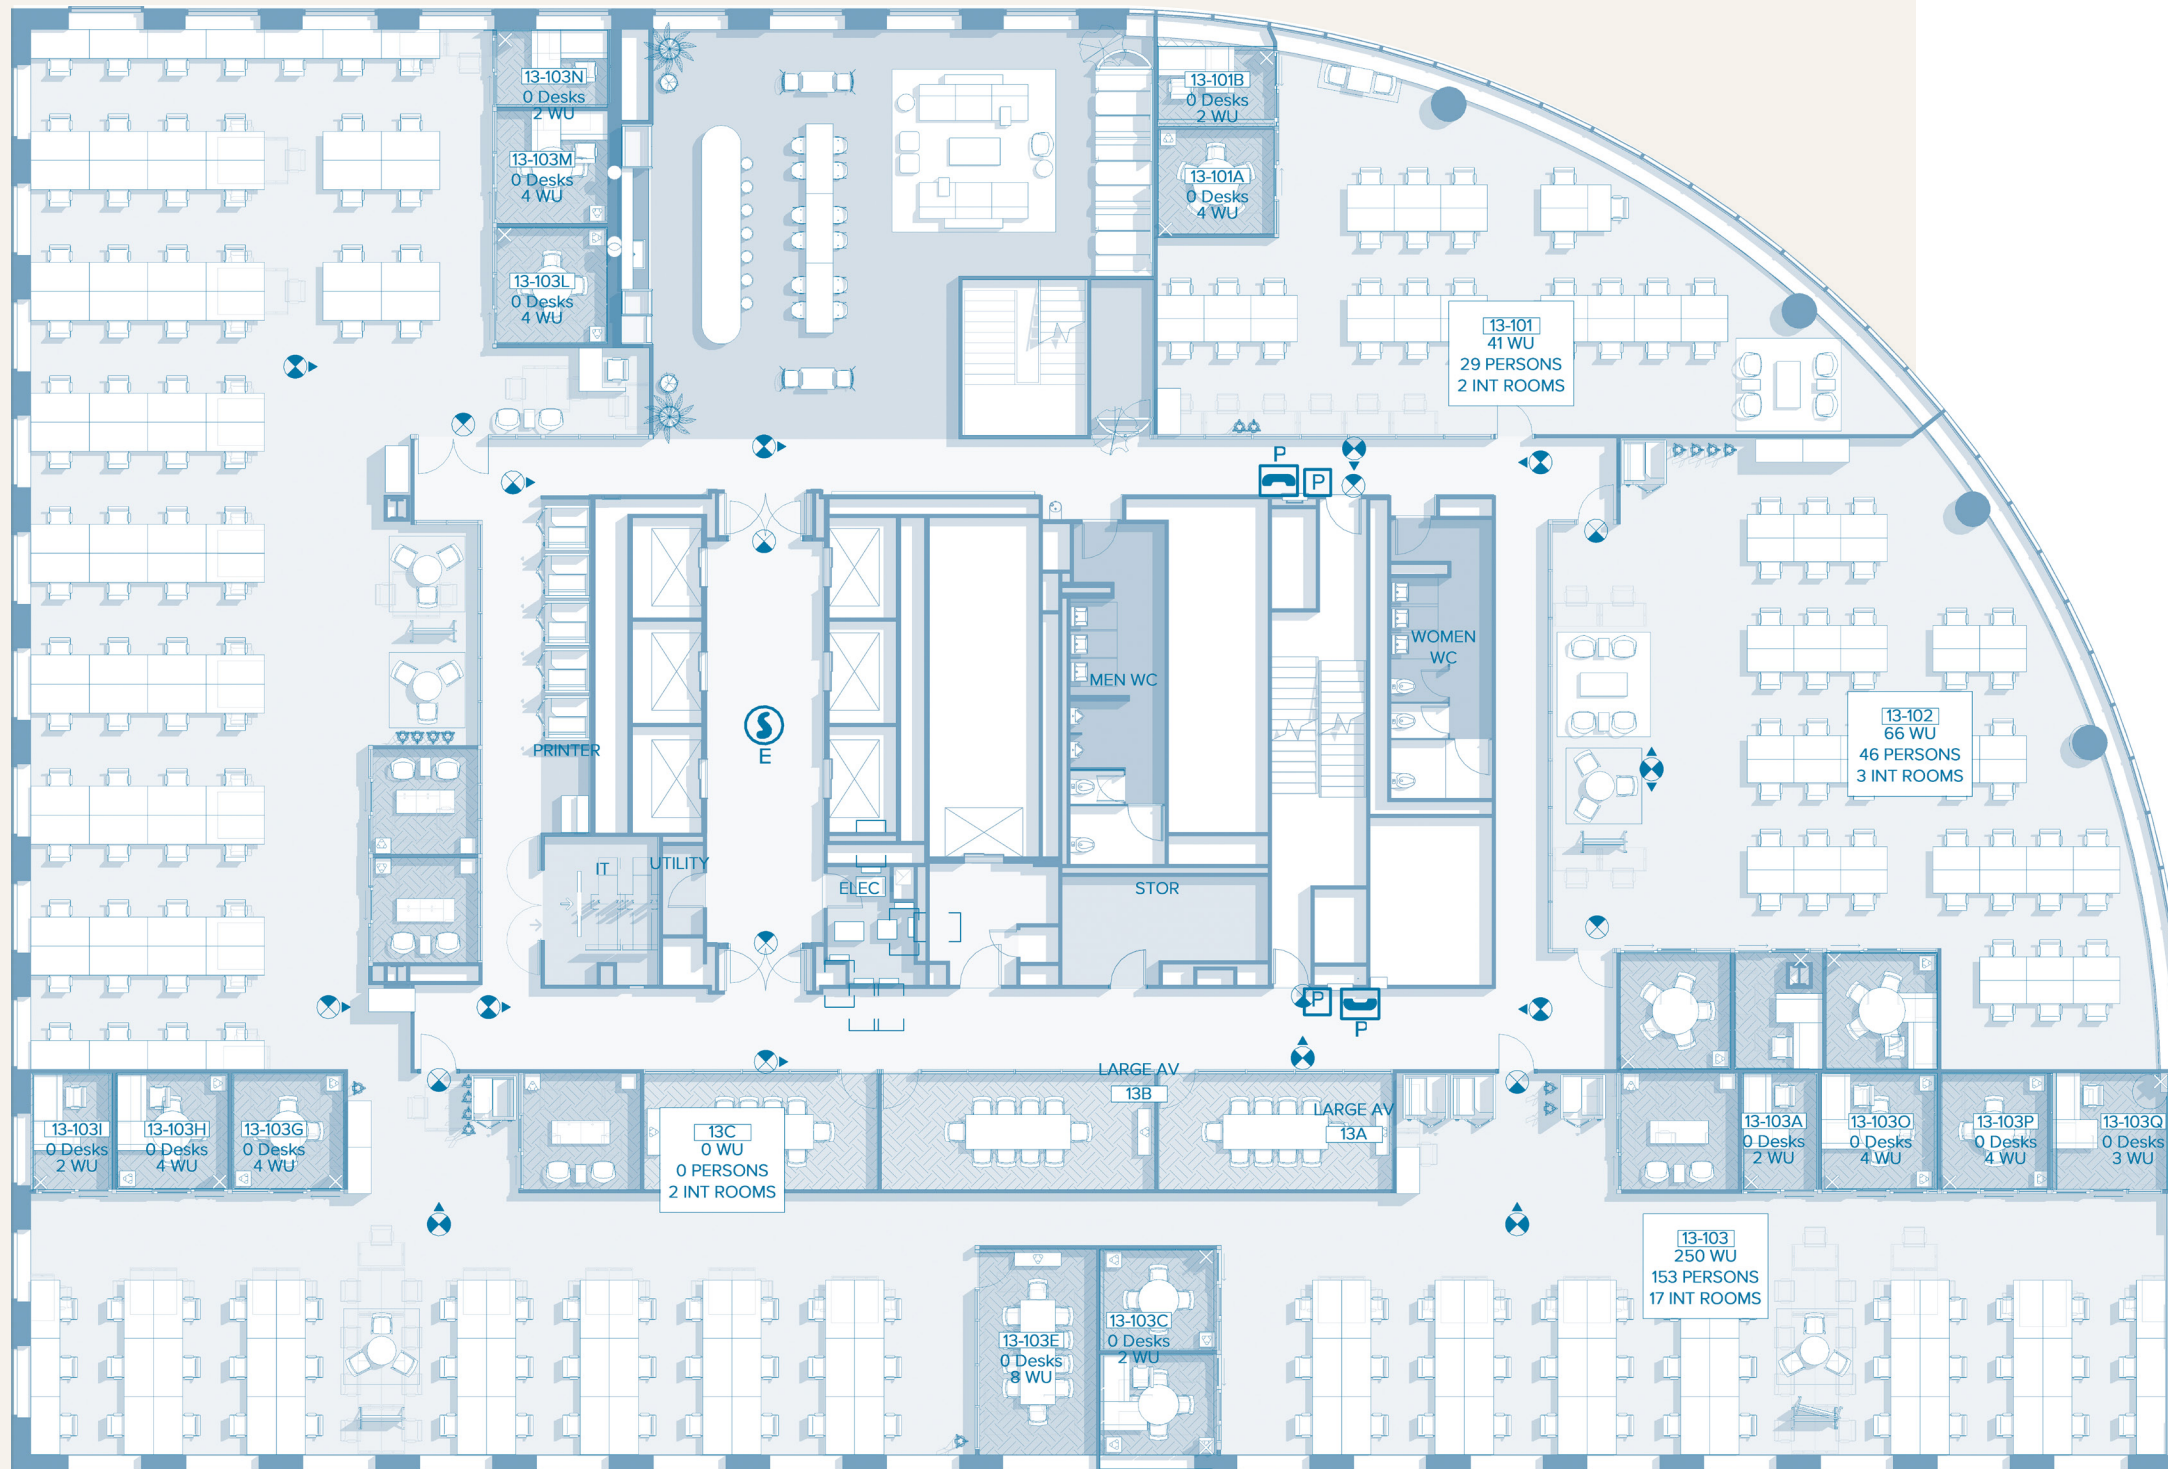 13-103N
0 Desks
2 WU
13-103M
0 Desks
4 WU
13-103L
0 Desks
4 WU
13-101B
0 Desks
2 WU
13-101A
0 Desks
4 WU
13-101
41 WU
29 PERSONS
2 INT ROOMS
P
P
WOMEN
WC
MEN WC
13-102
66 WU
46 PERSONS
3 INT ROOMS
S
E
PRINTER
IT
UTILITY
ELEC
STOR
P
P
LARGE AV
13B
LARGE AV
13A
13C
0 WU
0 PERSONS
2 INT ROOMS
13-103I
0 Desks
2 WU
13-103H
0 Desks
4 WU
13-103G
0 Desks
4 WU
13-103A
0 Desks
2 WU
13-103O
0 Desks
4 WU
13-103P
0 Desks
4 WU
13-103Q
0 Desks
3 WU
13-103
250 WU
153 PERSONS
17 INT ROOMS
13-103E
0 Desks
8 WU
13-103C
0 Desks
2 WU